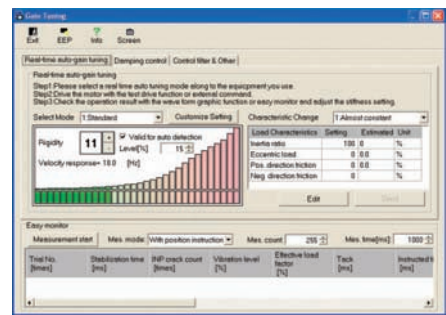 Gain Tuning
Exit EEP Info Screen
Real-time auto-gain tuning Damping control Control filter & Other
Real-time auto-gain tuning
Step1:Please select a real time auto tuning mode along to the equipment you use.
Step2:Drive the motor with the test drive function or external command.
Step3:Check the operation result with the wave form graphic function or easy monitor and adjust the stiffness setting.
Select Mode 1:Standard Customize Setting Characteristic Change 1:Almost constant
Rigidity 11 Valid for auto detection
Level[%] 15
Velocity response= 18.0 [Hz]
Load Characteristics Setting Estimated Unit
Inertia ratio 100 0 %
Eccentric load 0 0.0 %
Pos. direction friction 0 0.0 %
Neg. direction friction 0 %
Edit Send
Easy monitor
Measurement start Mes. mode: With position instruction Mes. count: 255 Mes. time[ms]: 1000
Trial No. [times] Stabilization time [ms] INP crack count [times] Vibration level [%] Effective load factor [%] Tack [ms] Instructed